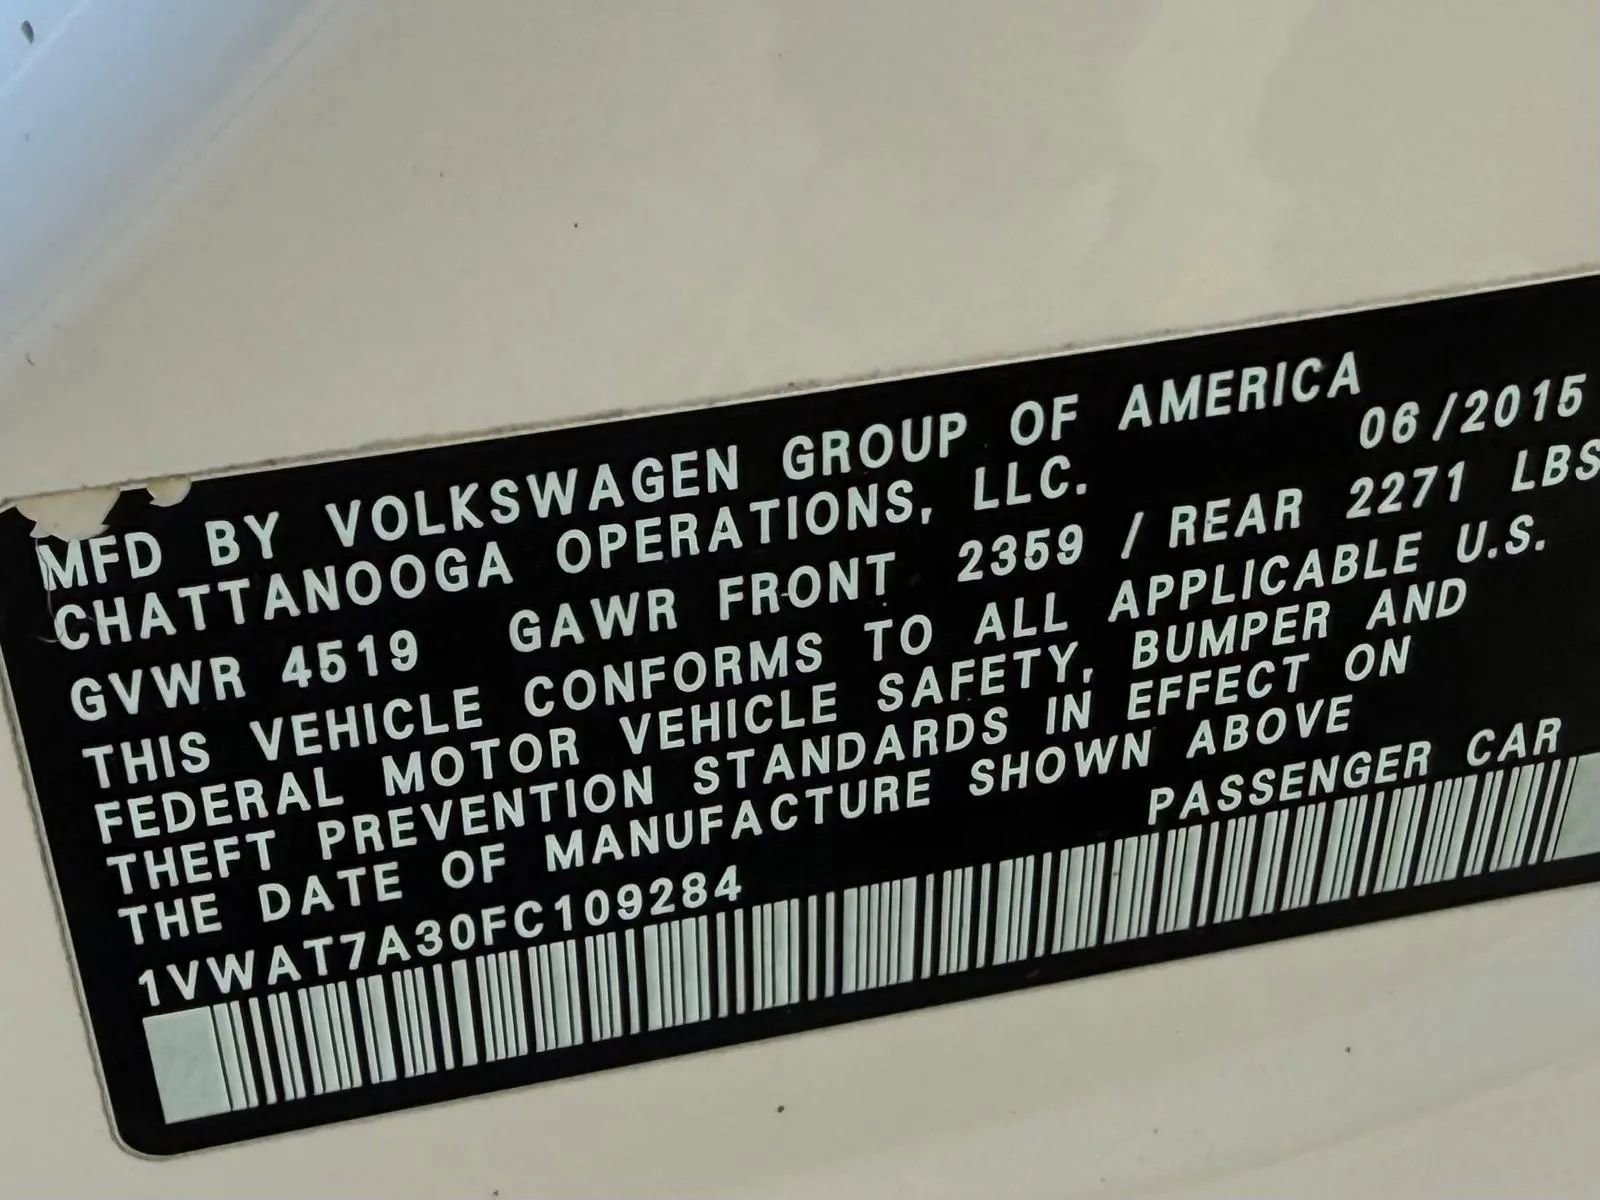 MFD BY VOLKSWAGEN GROUP OF AMERICA
CHATTANOOGA OPERATIONS, LLC. 06/2015
GVWR 4519 GAWR FRONT 2359 / REAR 2271 LBS
THIS VEHICLE CONFORMS TO ALL APPLICABLE U.S.
FEDERAL MOTOR VEHICLE SAFETY, BUMPER AND
THEFT PREVENTION STANDARDS IN EFFECT ON
THE DATE OF MANUFACTURE SHOWN ABOVE
1VWAT7A30FC109284 PASSENGER CAR